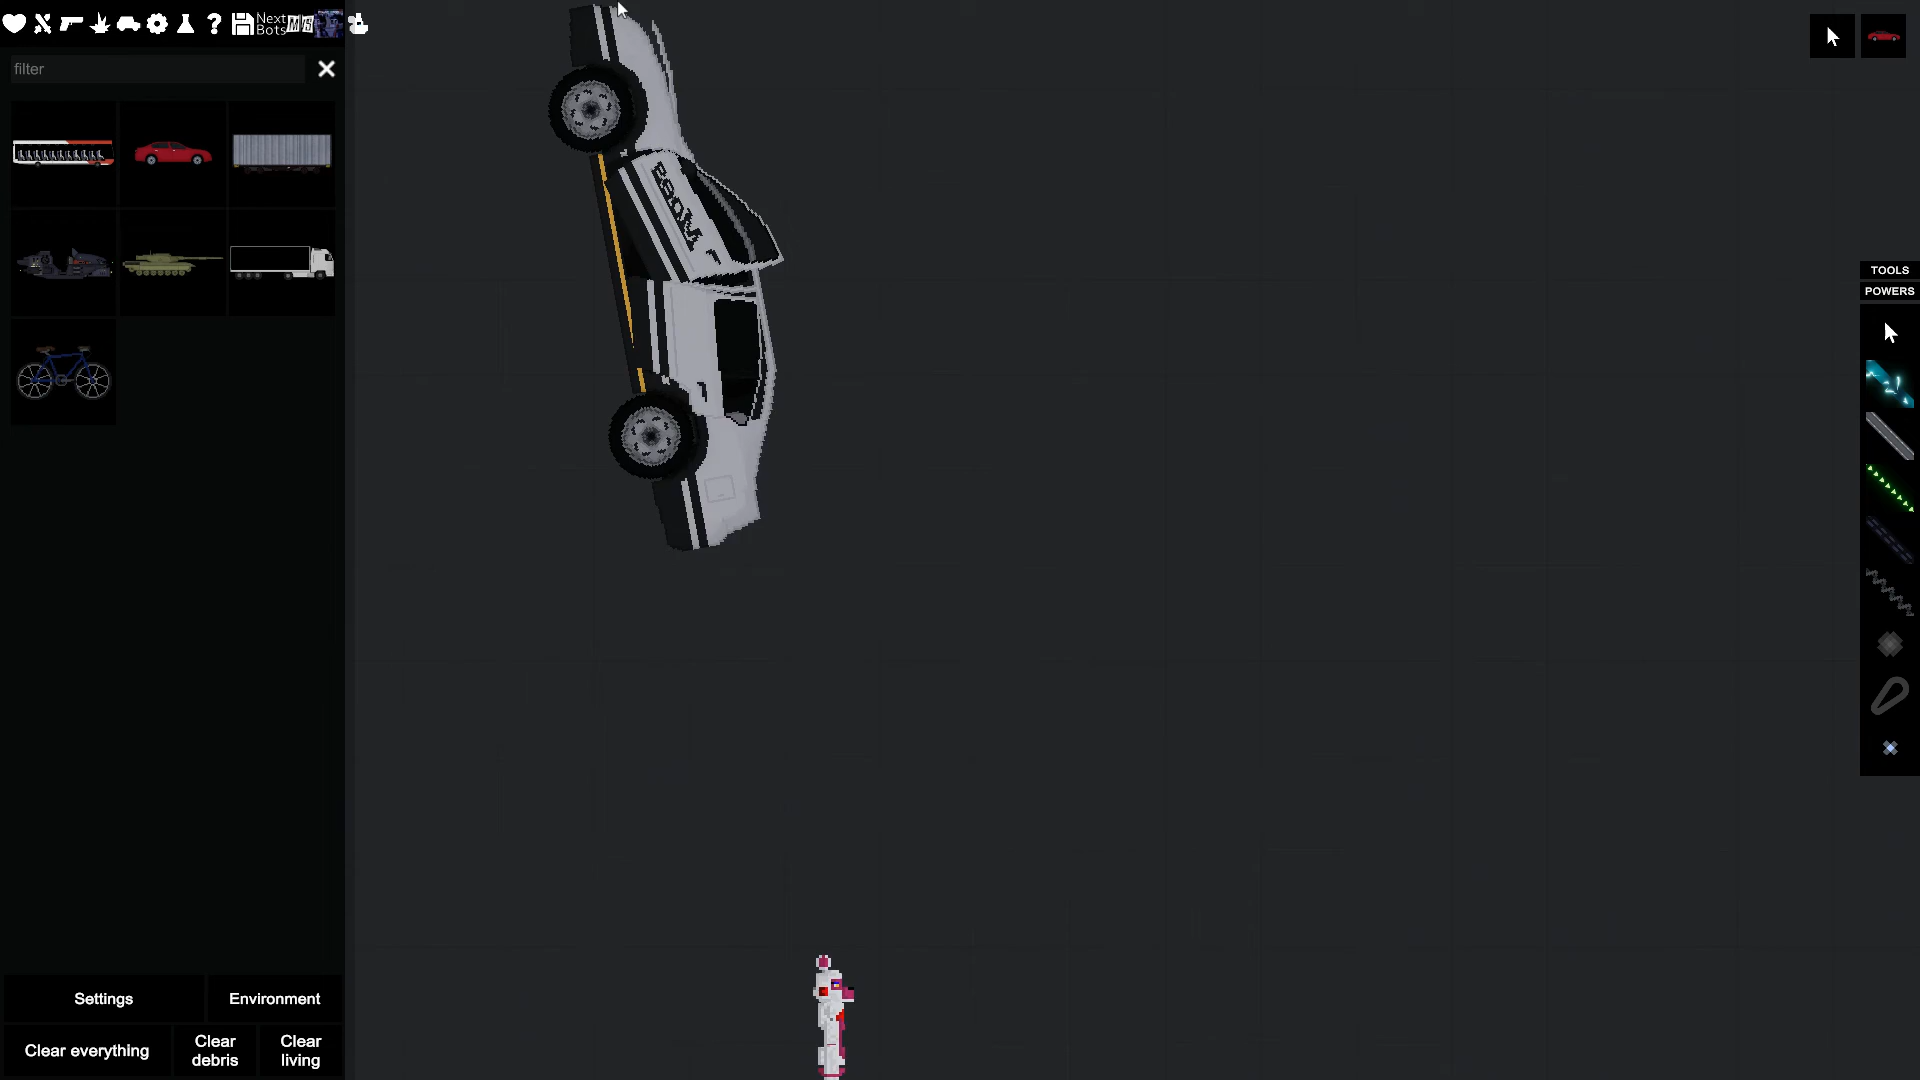 ?
Next
Bots
filter
TOOLS
POWERS
Settings
Environment
Clear everything
Clear
debris
Clear
living